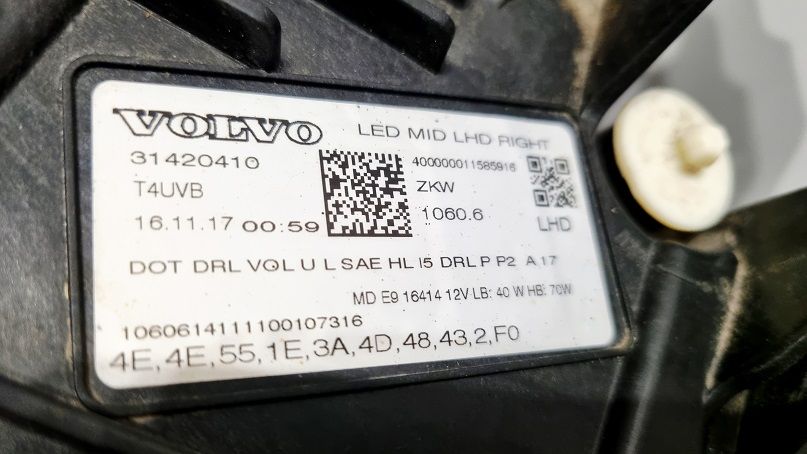 VOLVO LED MID LHD RIGHT
31420410 400000011585916
T4UVB ZKW
16.11.17 00:59 1060.6 LHD
DOT DRL VOL U L SAE HL I5 DRL P P2 A 17
MD E9 16414 12V LB: 40 W HB: 70W
1060614111100107316
4E,4E,55,1E,3A,4D,48,43,2,F0